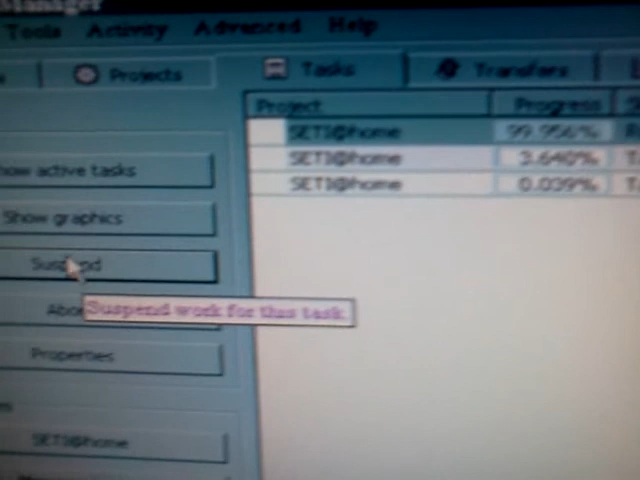 Manager
Tools Activity Advanced Help
Projects Tasks Transfers
Project Progress
SETI@home 99.956%
SETI@home 3.640%
SETI@home 0.039%
Show active tasks
Show graphics
Suspend
Suspend work for this task.
Properties
SETI@home